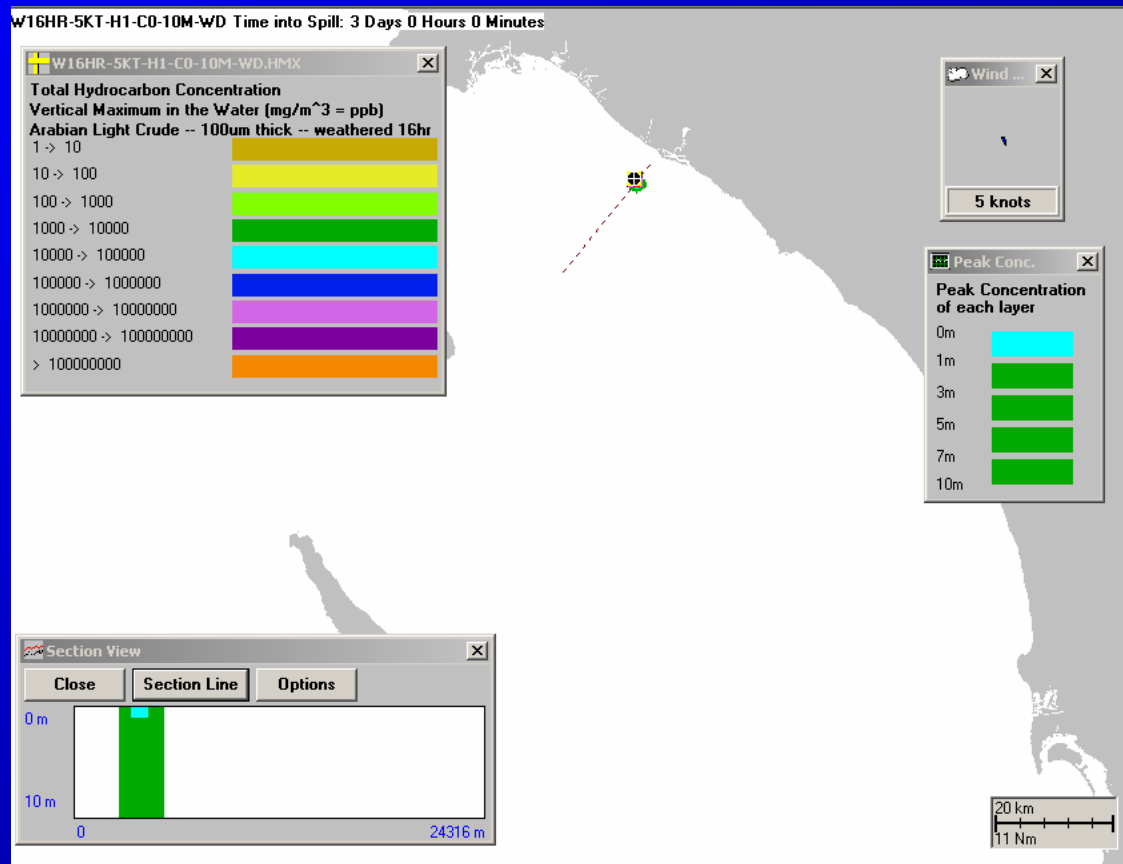 W16HR-5KT-H1-C0-10M-WD Time into Spill: 3 Days 0 Hours 0 Minutes
W16HR-5KT-H1-C0-10M-WD.HMX
Total Hydrocarbon Concentration
Vertical Maximum in the Water (mg/m^3 = ppb)
Arabian Light Crude -- 100um thick -- weathered 16hr
1 -> 10
10 -> 100
100 -> 1000
1000 -> 10000
10000 -> 100000
100000 -> 1000000
1000000 -> 10000000
10000000 -> 100000000
> 100000000
Wind ...
5 knots
Peak Conc.
Peak Concentration
of each layer
0m
1m
3m
5m
7m
10m
Section View
Close Section Line Options
0 m
10 m
0 24316 m
20 km
11 Nm